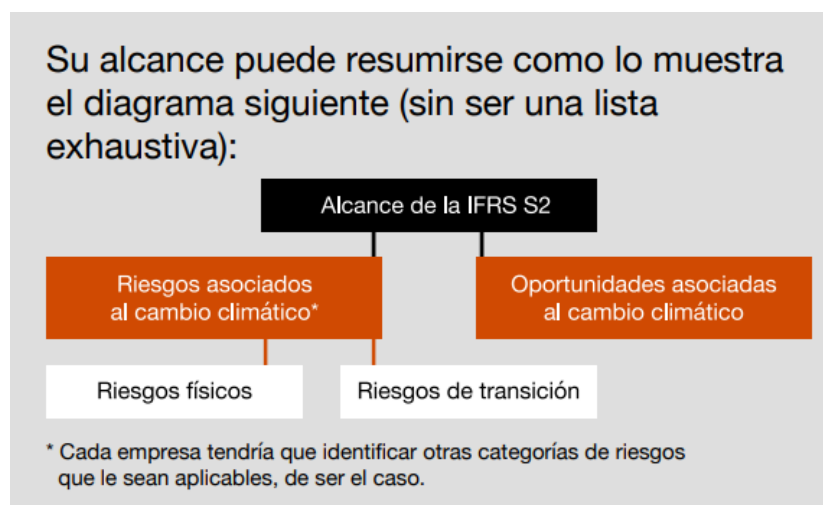 Su alcance puede resumirse como lo muestra
el diagrama siguiente (sin ser una lista
exhaustiva):
Alcance de la IFRS S2
Riesgos asociados
al cambio climático*
Oportunidades asociadas
al cambio climático
Riesgos físicos
Riesgos de transición
* Cada empresa tendría que identificar otras categorías de riesgos
que le sean aplicables, de ser el caso.